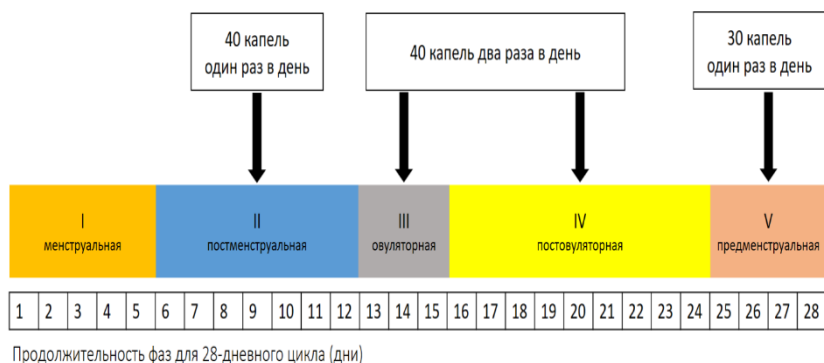 40 капель
один раз в день
40 капель два раза в день
30 капель
один раз в день
I
менструальная
II
постменструальная
III
овуляторная
IV
постовуляторная
V
предменструальная
1 2 3 4 5 6 7 8 9 10 11 12 13 14 15 16 17 18 19 20 21 22 23 24 25 26 27 28
Продолжительность фаз для 28-дневного цикла (дни)